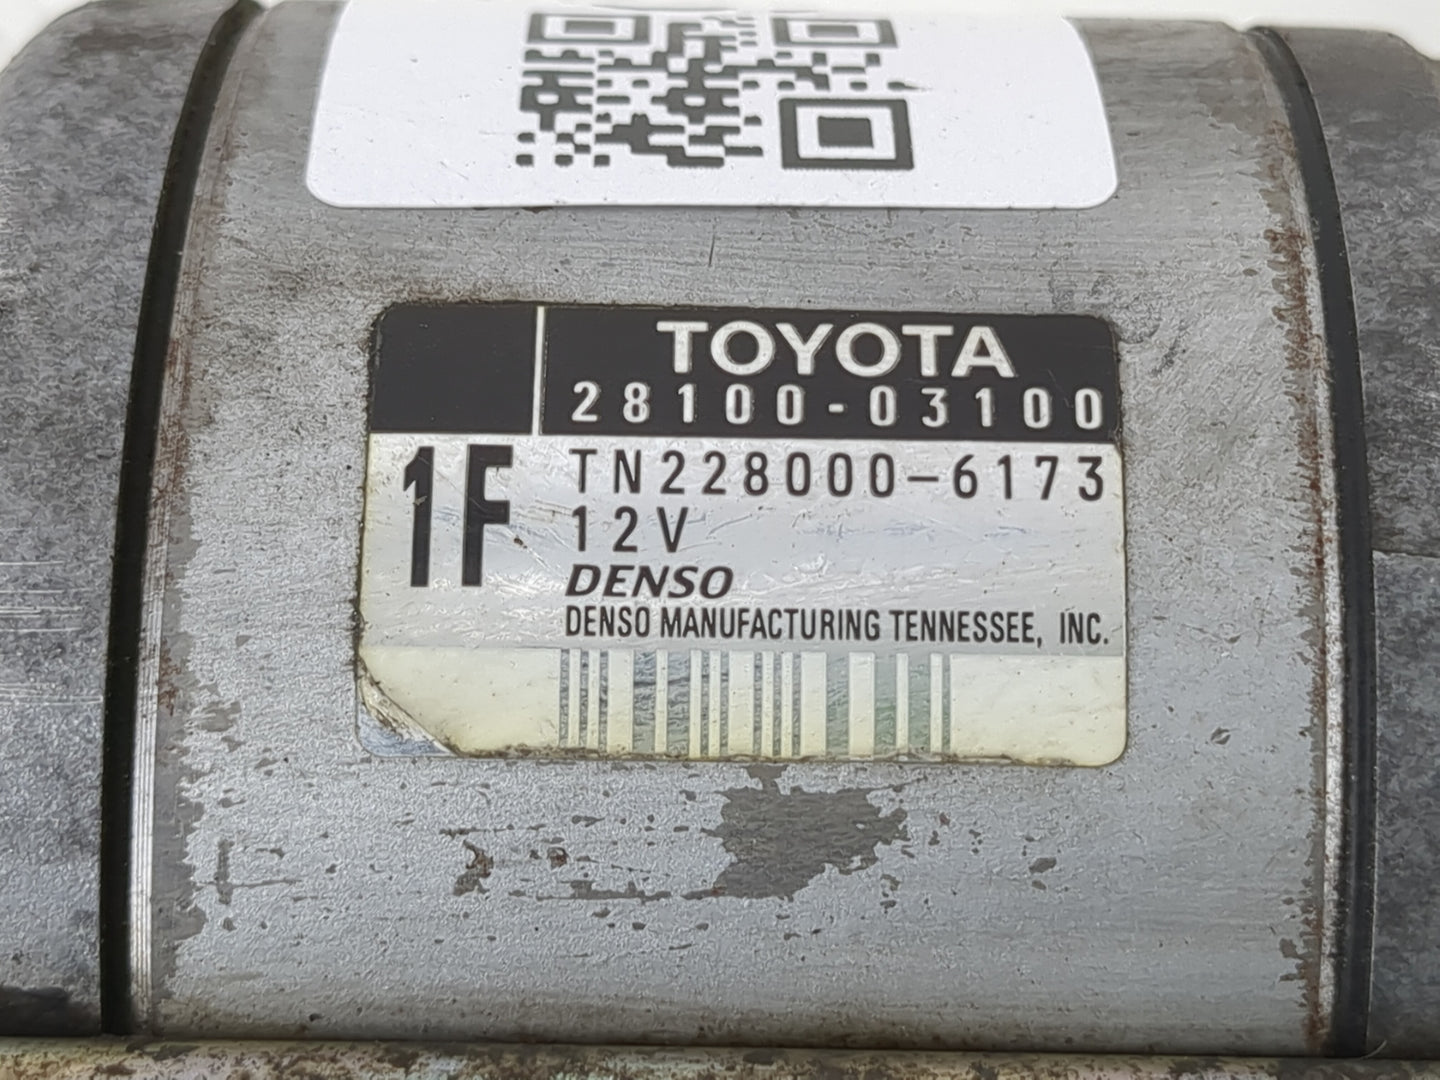 TOYOTA
28100-03100
1F
TN228000-6173
12V
DENSO
DENSO MANUFACTURING TENNESSEE, INC.